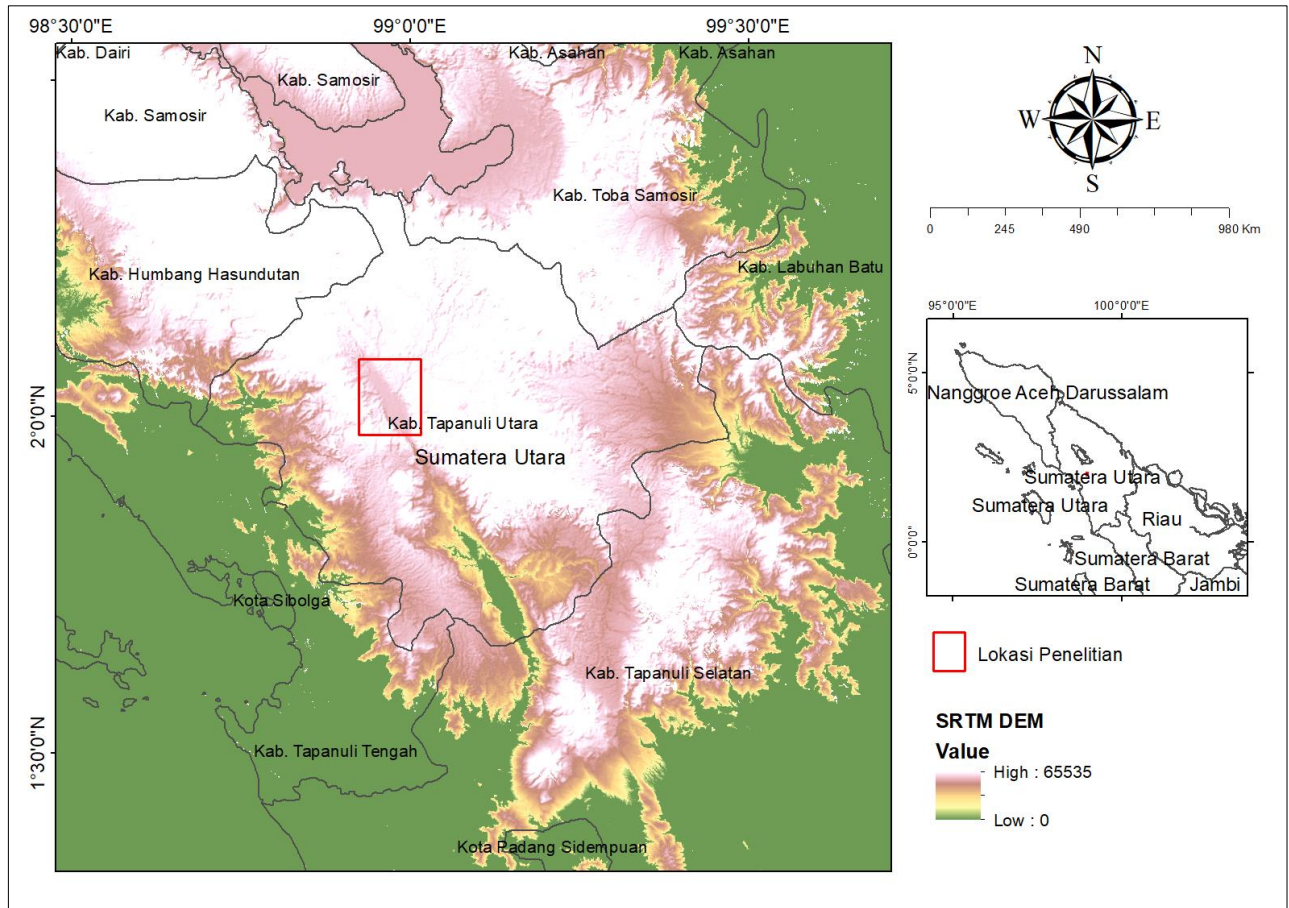 98°30'0"E
99°0'0"E
99°30'0"E
Kab. Dairi
Kab. Asahan
Kab. Asahan
Kab. Samosir
Kab. Samosir
Kab. Toba Samosir
Kab. Humbang Hasundutan
Kab. Labuhan Batu
2°0'0"N
Kab. Tapanuli Utara
Sumatera Utara
Kota Sibolga
Kab. Tapanuli Selatan
1°30'0"N
Kab. Tapanuli Tengah
Kota Padang Sidempuan
N
W
E
S
0
245
490
980 Km
95°0'0"E
100°0'0"E
5°0'0"N
Nanggroe Aceh Darussalam
Sumatera Utara
Sumatera Utara
Riau
0°0'0"
Sumatera Barat
Sumatera Barat
Jambi
Lokasi Penelitian
SRTM DEM
Value
High : 65535
Low : 0